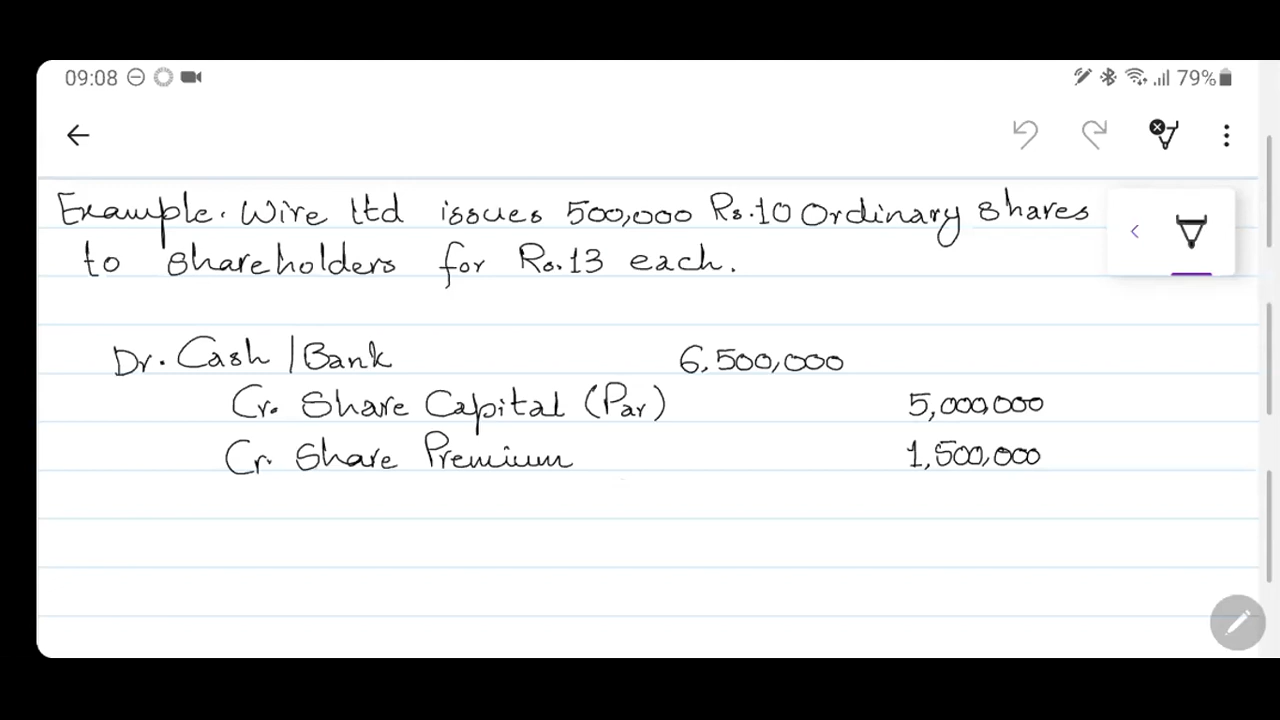 09:08 79%
Example. Wire ltd issues 500,000 Rs.10 Ordinary shares
to shareholders for Rs.13 each.
Dr. Cash / Bank 6,500,000
Cr. Share Capital (Par) 5,000,000
Cr. Share Premium 1,500,000